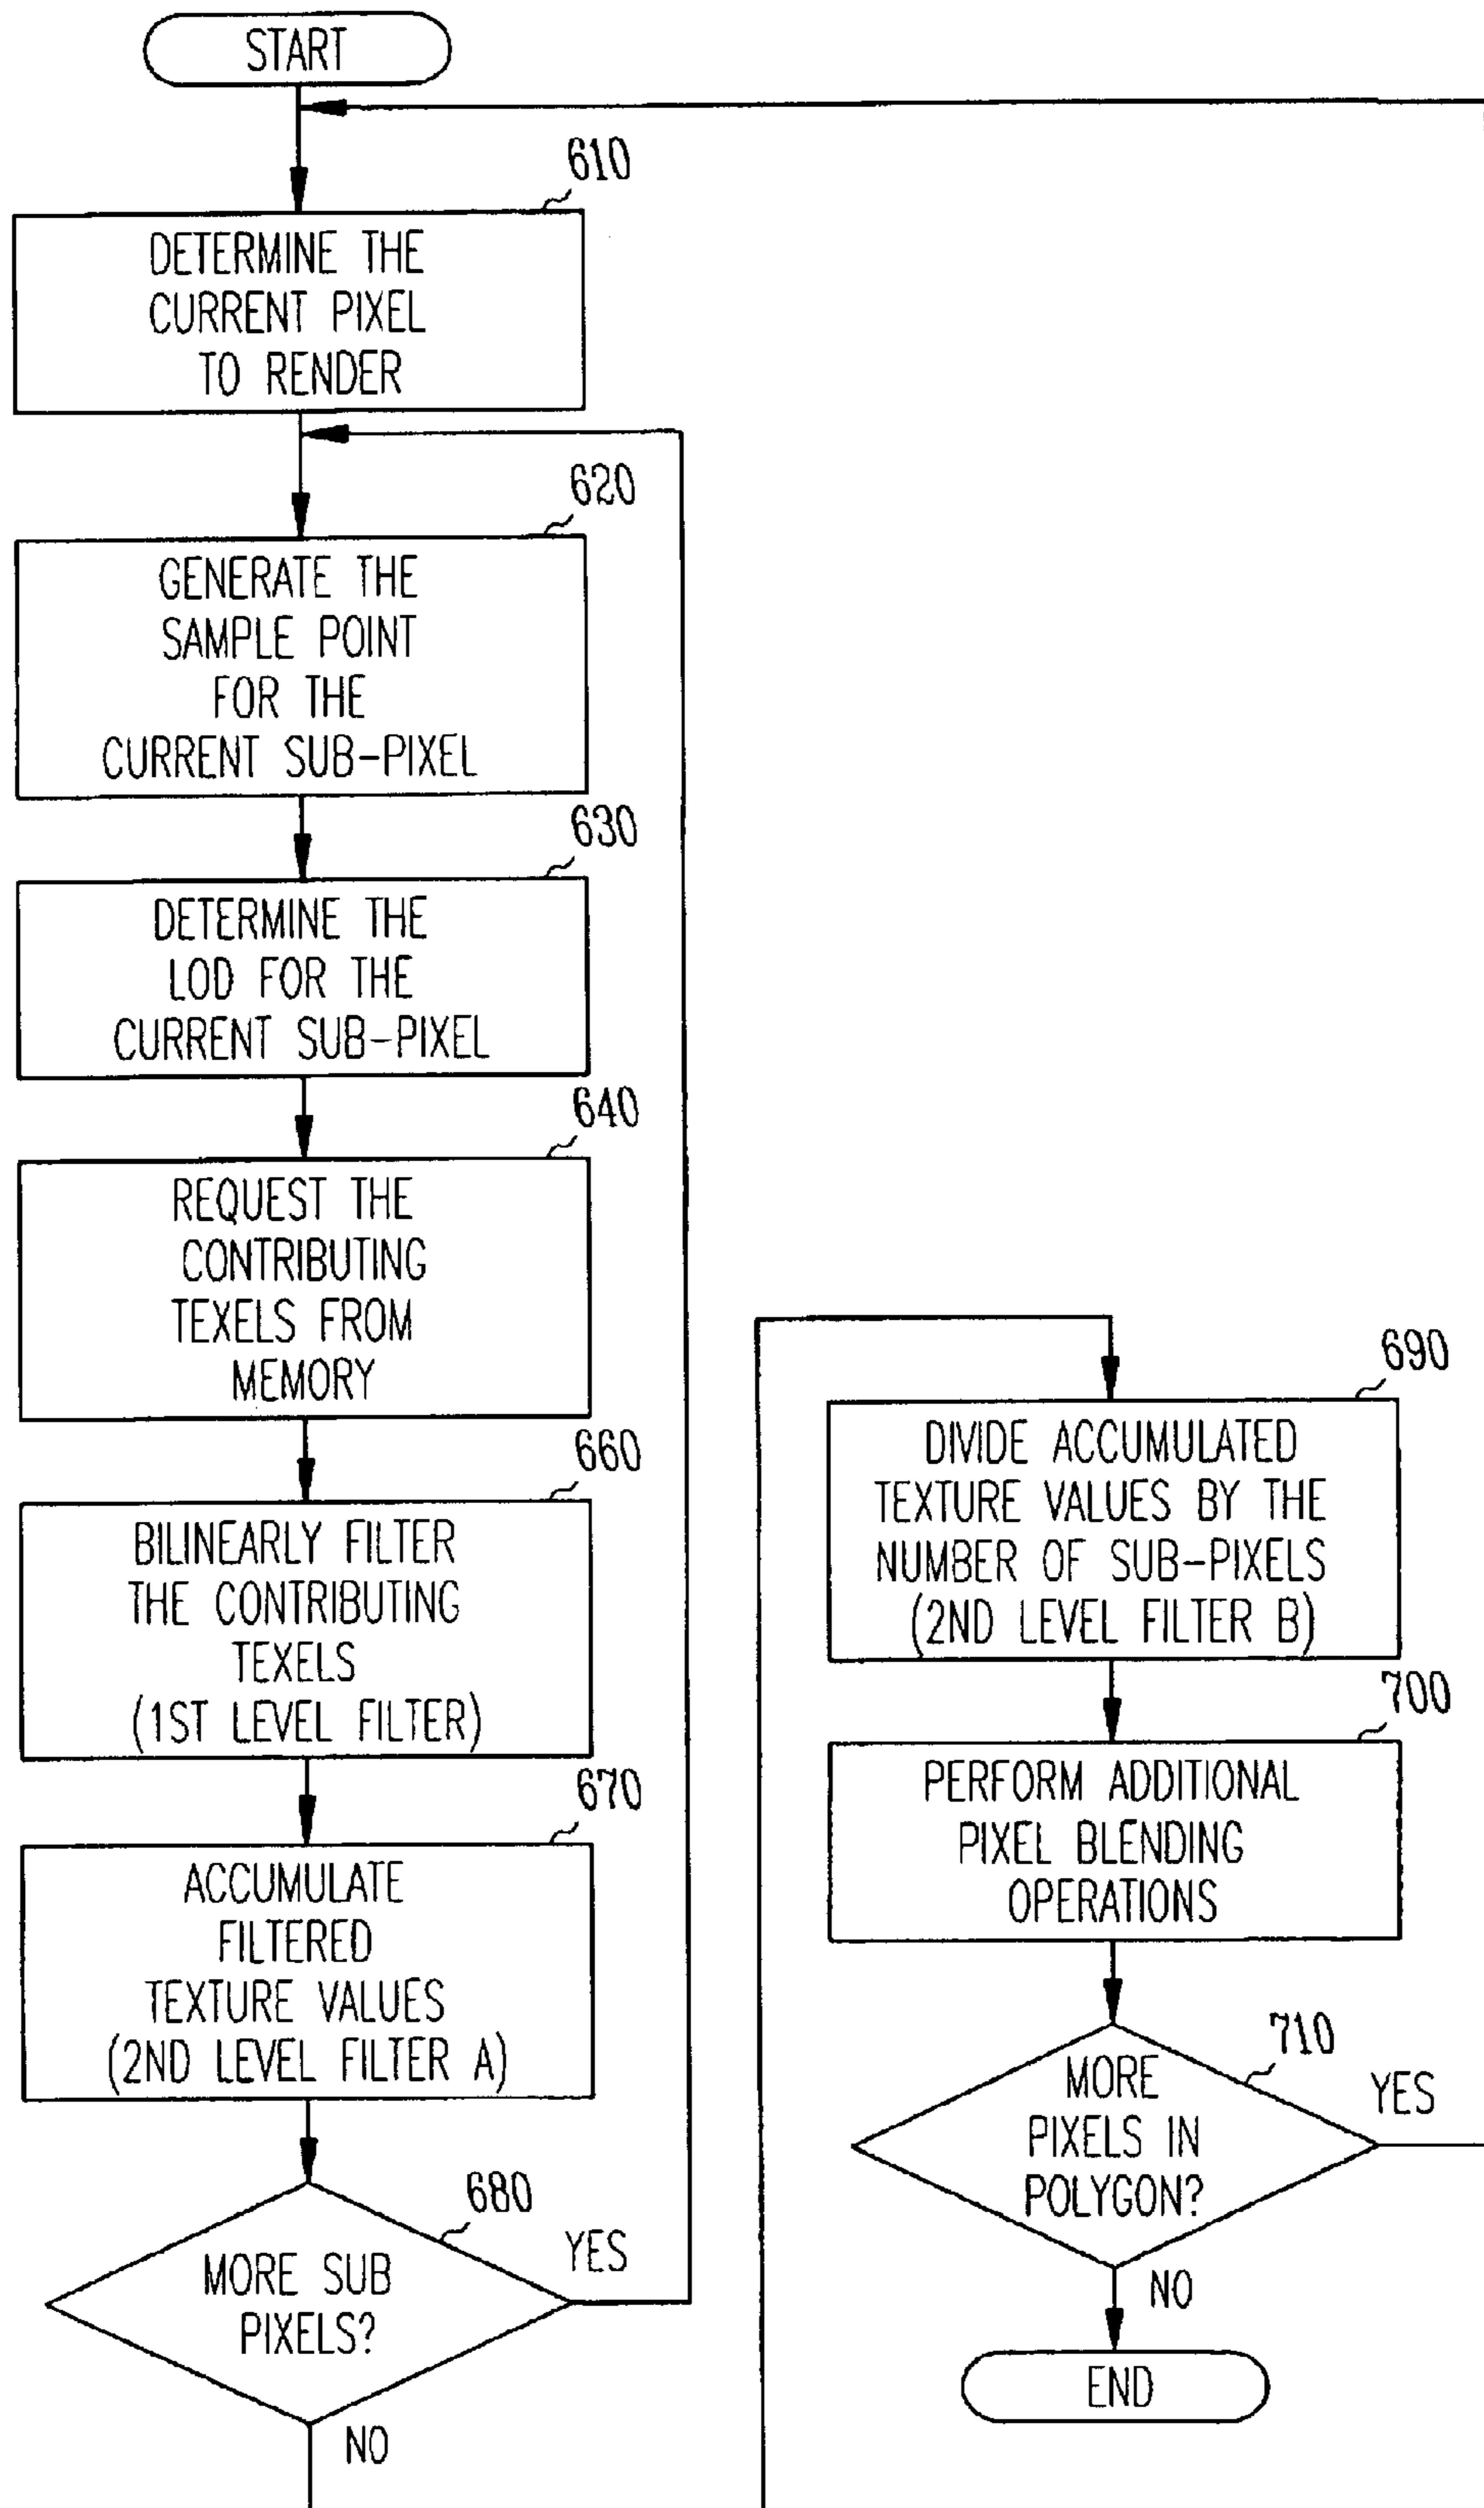 START
610
DETERMINE THE
CURRENT PIXEL
TO RENDER
620
GENERATE THE
SAMPLE POINT
FOR THE
CURRENT SUB-PIXEL
630
DETERMINE THE
LOD FOR THE
CURRENT SUB-PIXEL
640
REQUEST THE
CONTRIBUTING
TEXELS FROM
MEMORY
660
BILINEARLY FILTER
THE CONTRIBUTING
TEXELS
(1ST LEVEL FILTER)
670
ACCUMULATE
FILTERED
TEXTURE VALUES
(2ND LEVEL FILTER A)
680
MORE SUB
PIXELS?
YES
NO
690
DIVIDE ACCUMULATED
TEXTURE VALUES BY THE
NUMBER OF SUB-PIXELS
(2ND LEVEL FILTER B)
700
PERFORM ADDITIONAL
PIXEL BLENDING
OPERATIONS
710
MORE
PIXELS IN
POLYGON?
YES
NO
END